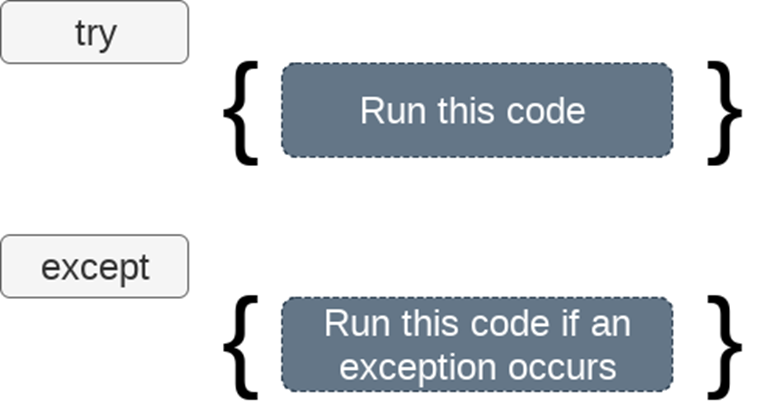 try
{ Run this code }
except
{ Run this code if an
exception occurs }